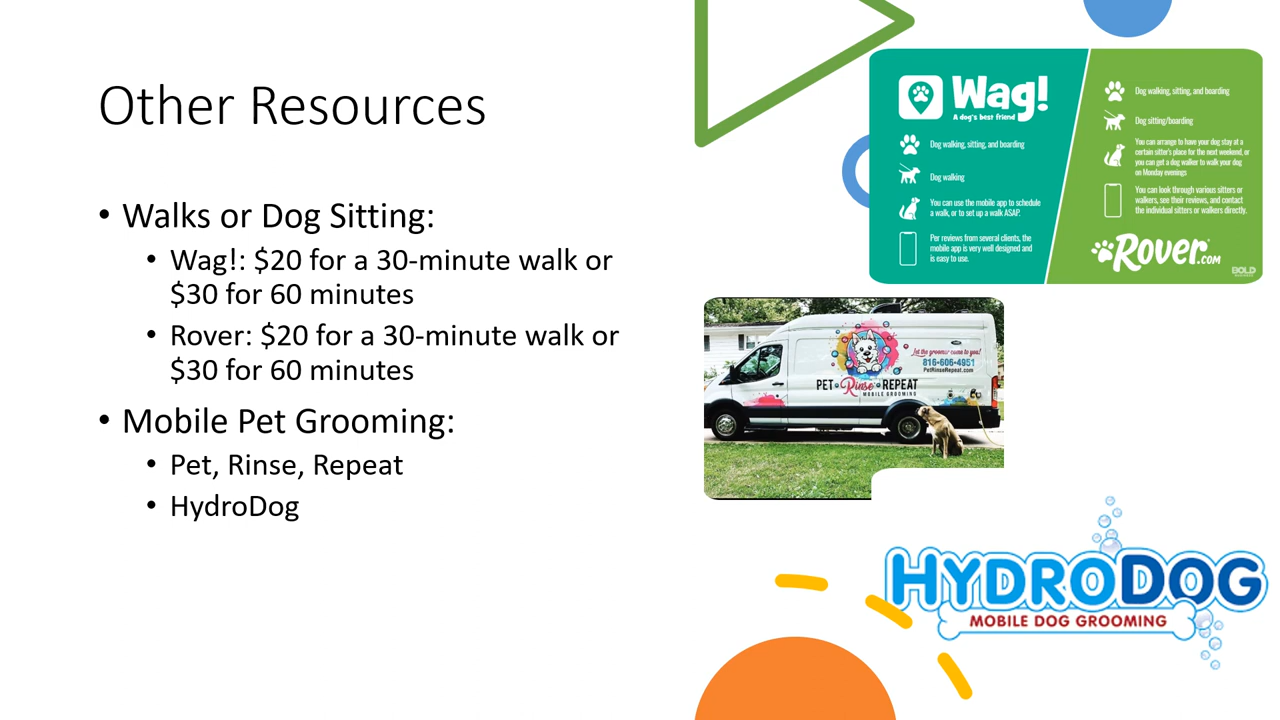 Other Resources
• Walks or Dog Sitting:
• Wag!: $20 for a 30-minute walk or
$30 for 60 minutes
• Rover: $20 for a 30-minute walk or
$30 for 60 minutes
• Mobile Pet Grooming:
• Pet, Rinse, Repeat
• HydroDog
Wag!
A dog's best friend
Dog walking, sitting, and boarding
Dog walking
You can use the mobile app to schedule
a walk, or to set up a walk ASAP.
Per reviews from several clients, the
mobile app is very well designed and
is easy to use.
Dog walking, sitting, and boarding
Dog sitting/boarding
You can arrange to have your dog stay at a
certain sitter's place for the next weekend, or
you can get a dog walker to walk your dog
on Monday evenings
You can look through various sitters or
walkers, see their reviews, and contact
the individual sitters or walkers directly.
Rover.COM
BOLD
BUSINESS
Let the groomer come to you!
816-606-4951
PetRinseRepeat.com
PET Rinse REPEAT
MOBILE GROOMING
HYDRODOG
MOBILE DOG GROOMING